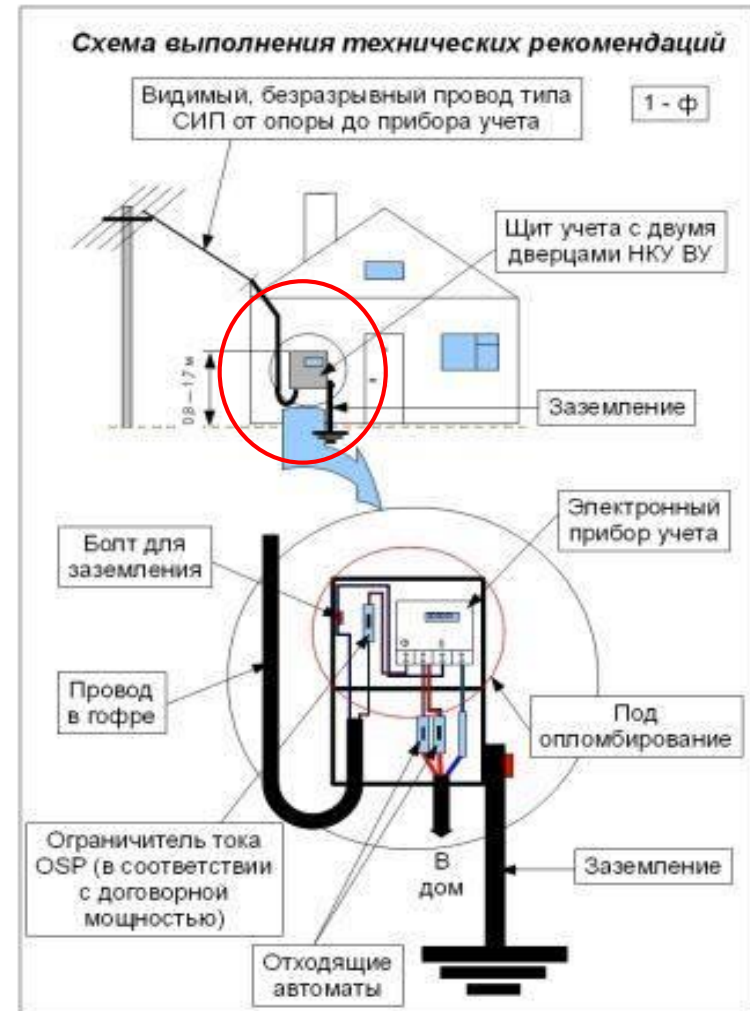 Схема выполнения технических рекомендаций
Видимый, безразрывный провод типа
СИП от опоры до прибора учета
1 - ф
Щит учета с двумя
дверцами НКУ ВУ
0,8 – 1,7 м
Заземление
Электронный
прибор учета
Болт для
заземления
Провод
в гофре
Под
опломбирование
Ограничитель тока
OSP (в соответствии
с договорной
мощностью)
В
дом
Заземление
Отходящие
автоматы